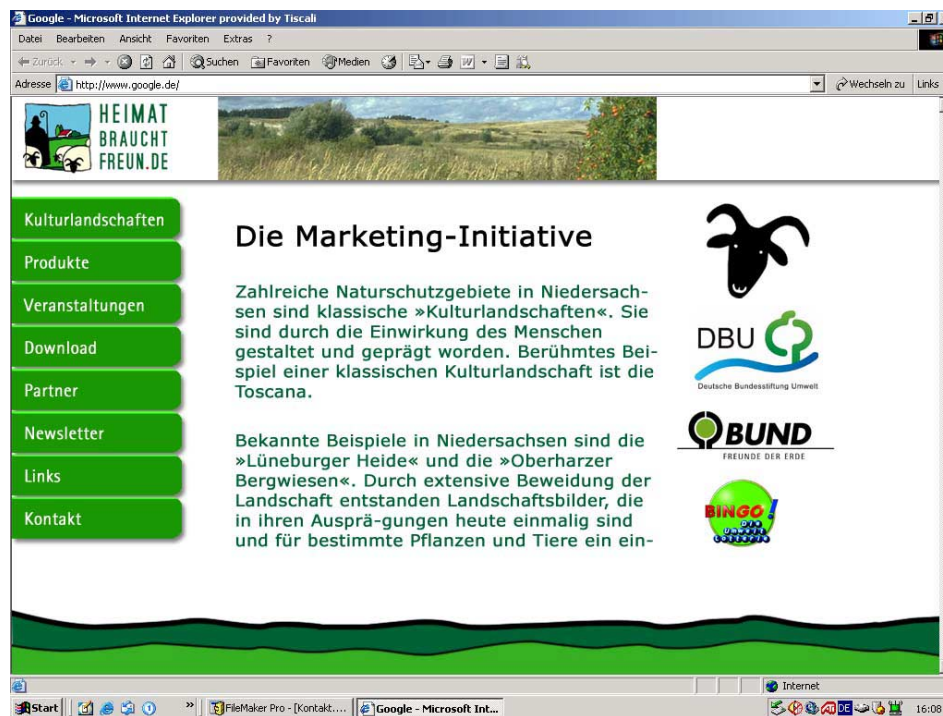 Google - Microsoft Internet Explorer provided by Tiscali
Datei Bearbeiten Ansicht Favoriten Extras ?
Zurück Suchen Favoriten Medien
Adresse http://www.google.de/ Wechseln zu Links
HEIMAT
BRAUCHT
FREUN.DE
Kulturlandschaften
Produkte
Veranstaltungen
Download
Partner
Newsletter
Links
Kontakt
Die Marketing-Initiative
Zahlreiche Naturschutzgebiete in Niedersach-
sen sind klassische »Kulturlandschaften«. Sie
sind durch die Einwirkung des Menschen
gestaltet und geprägt worden. Berühmtes Bei-
spiel einer klassischen Kulturlandschaft ist die
Toscana.
Bekannte Beispiele in Niedersachsen sind die
»Lüneburger Heide« und die »Oberharzer
Bergwiesen«. Durch extensive Beweidung der
Landschaft entstanden Landschaftsbilder, die
in ihren Ausprä-gungen heute einmalig sind
und für bestimmte Pflanzen und Tiere ein ein-
DBU
Deutsche Bundesstiftung Umwelt
BUND
FREUNDE DER ERDE
BINGO!
DIE
UMWELT
LOTTERIE
Internet
Start » FileMaker Pro - [Kontakt.... Google - Microsoft Int... DE 16:08